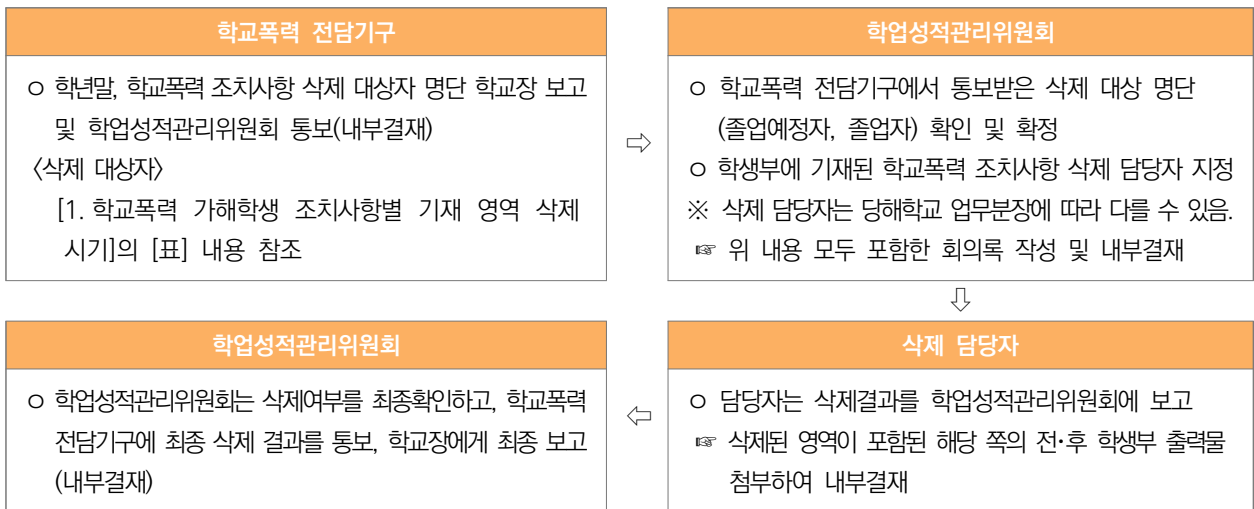 학교폭력 전담기구
ㅇ 학년말, 학교폭력 조치사항 삭제 대상자 명단 학교장 보고
및 학업성적관리위원회 통보(내부결재)
〈삭제 대상자〉
[1. 학교폭력 가해학생 조치사항별 기재 영역 삭제
시기]의 [표] 내용 참조
⇨
학업성적관리위원회
ㅇ 학교폭력 전담기구에서 통보받은 삭제 대상 명단
(졸업예정자, 졸업자) 확인 및 확정
ㅇ 학생부에 기재된 학교폭력 조치사항 삭제 담당자 지정
※ 삭제 담당자는 당해학교 업무분장에 따라 다를 수 있음.
☞ 위 내용 모두 포함한 회의록 작성 및 내부결재
⇩
삭제 담당자
ㅇ 담당자는 삭제결과를 학업성적관리위원회에 보고
☞ 삭제된 영역이 포함된 해당 쪽의 전·후 학생부 출력물
첨부하여 내부결재
⇦
학업성적관리위원회
ㅇ 학업성적관리위원회는 삭제여부를 최종확인하고, 학교폭력
전담기구에 최종 삭제 결과를 통보, 학교장에게 최종 보고
(내부결재)